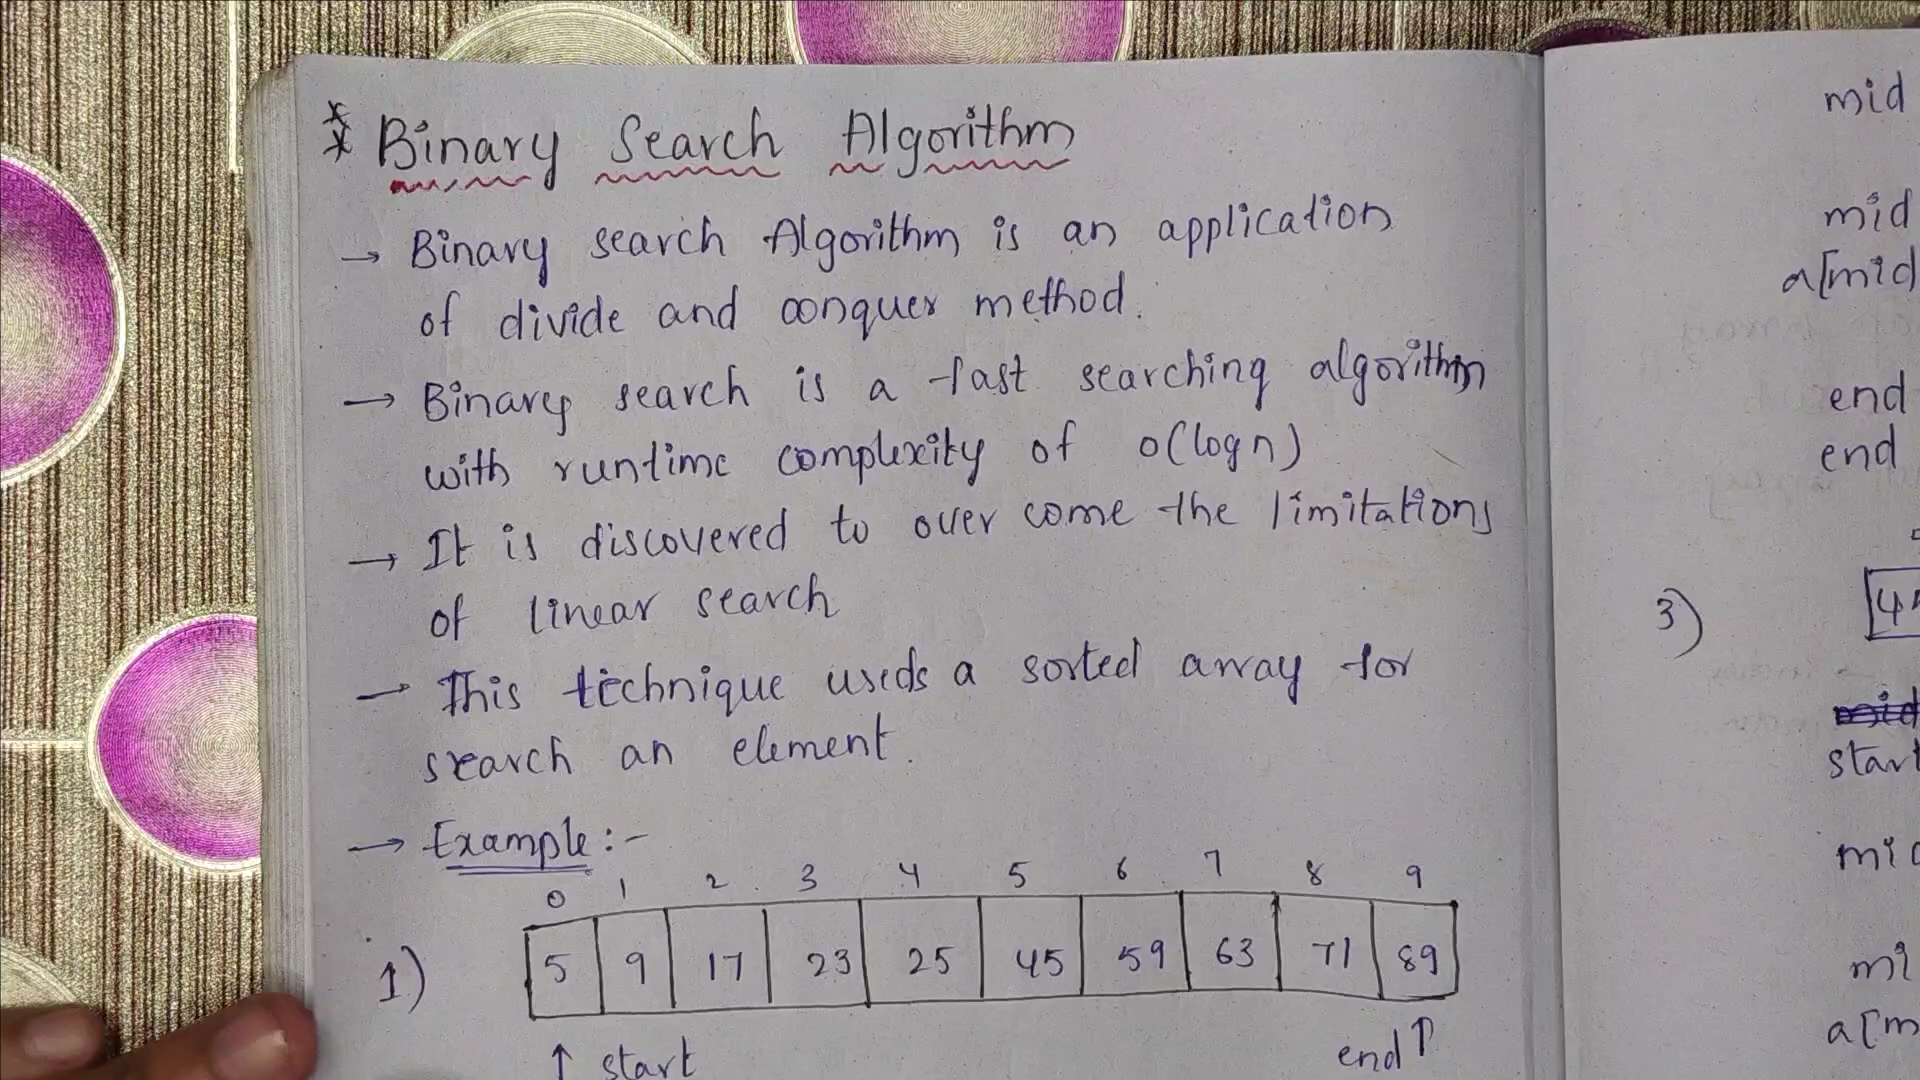 ** Binary Search Algorithm
→ Binary search Algorithm is an application
of divide and conquer method.
→ Binary search is a fast searching algorithm
with runtime complexity of o(logn)
→ It is discovered to over come the limitations
of linear search
→ This technique useds a sorted array for
search an element.
→ Example:-
0 1 2 3 4 5 6 7 8 9
1) 5 9 17 23 25 45 59 63 71 89
↑ start end↑
mid
mid
a[mid]
end
end
3)
start